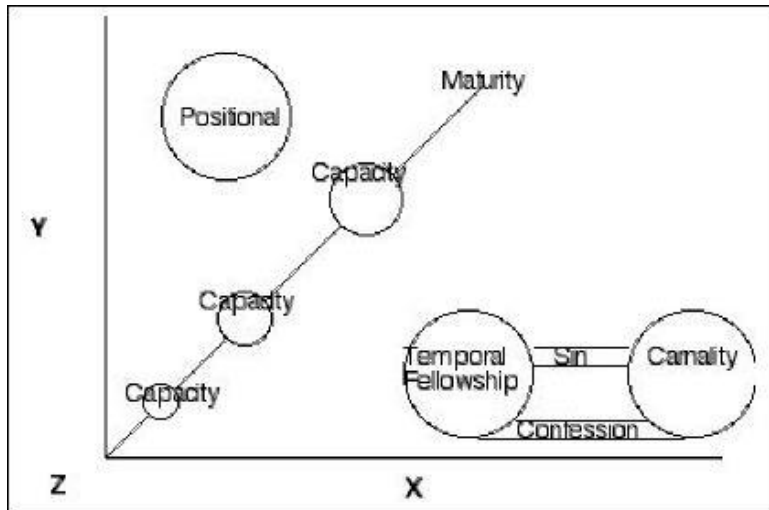 Maturity
Positional
Capacity
Y
Capacity
Temporal
Fellowship
Sin
Carnality
Capacity
Confession
Z
X